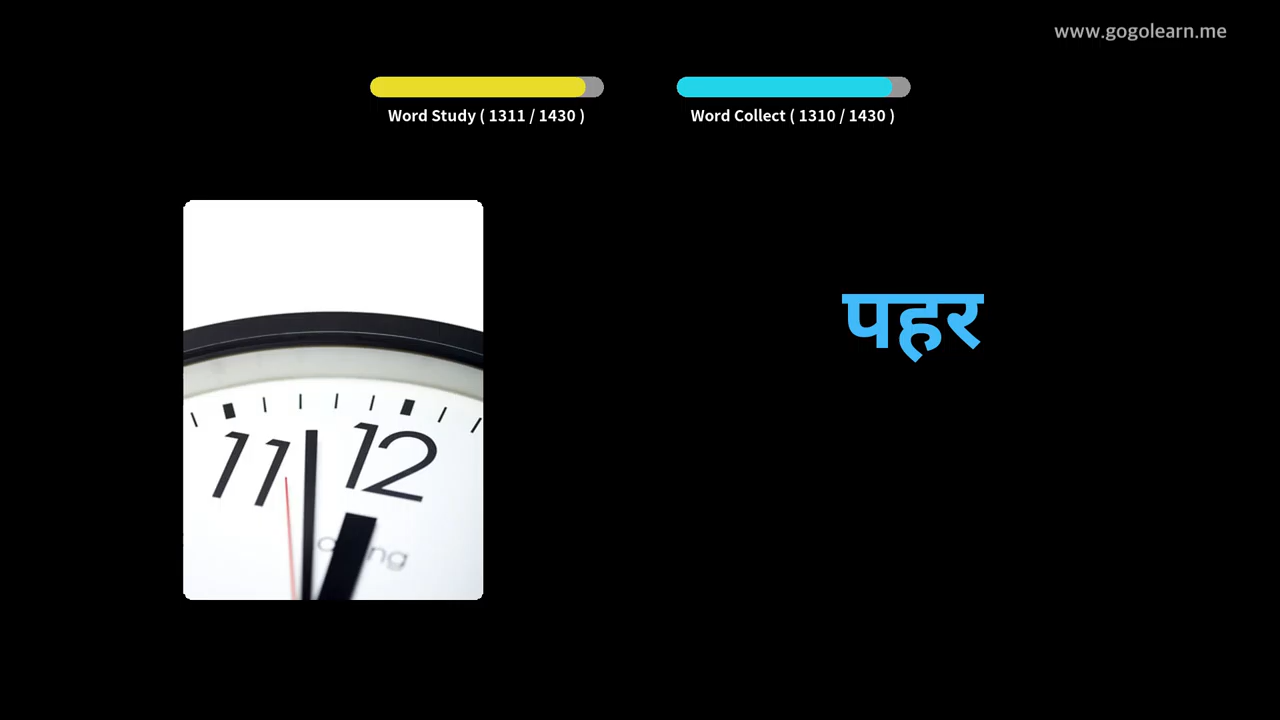 www.gogolearn.me
Word Study ( 1311 / 1430 )
Word Collect ( 1310 / 1430 )
पहर
11 12